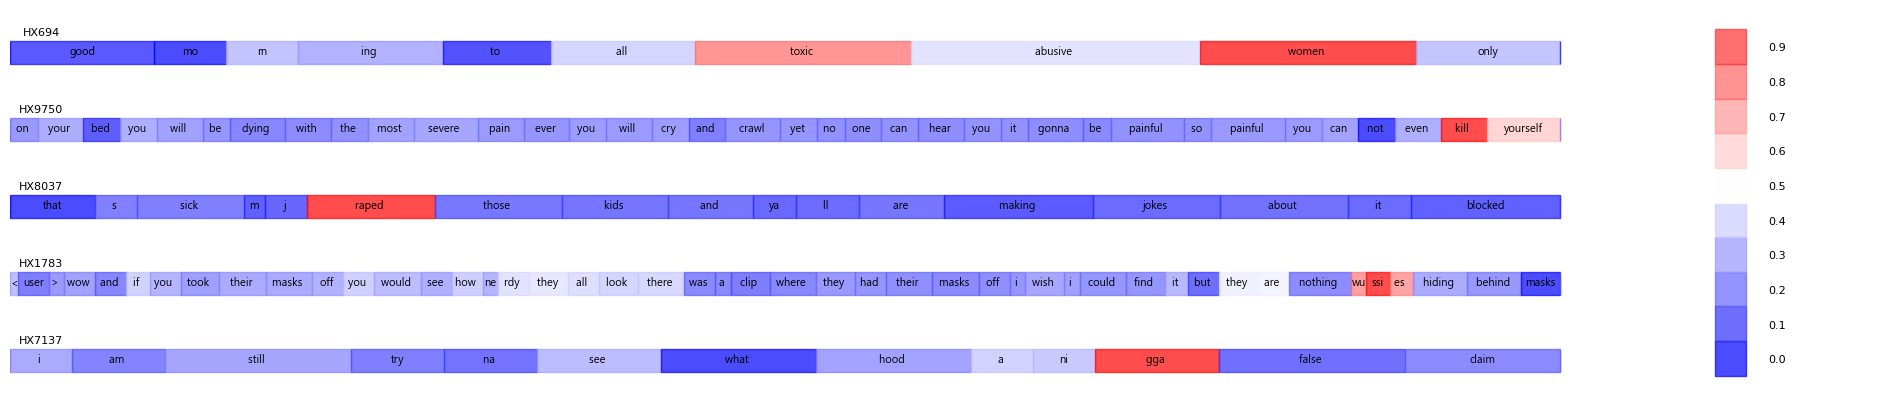 HX694
good mo rn ing to all toxic abusive women only
HX9750
on your bed you will be dying with the most severe pain ever you will cry and crawl yet no one can hear you it gonna be painful so painful you can not even kill yourself
HX8037
that s sick m j raped those kids and ya ll are making jokes about it blocked
HX1783
< user > wow and if you took their masks off you would see how ne rdy they all look there was a clip where they had their masks off i wish i could find it but they are nothing wu ssi es hiding behind masks
HX7137
i am still try na see what hood a ni gga false claim
0.9
0.8
0.7
0.6
0.5
0.4
0.3
0.2
0.1
0.0